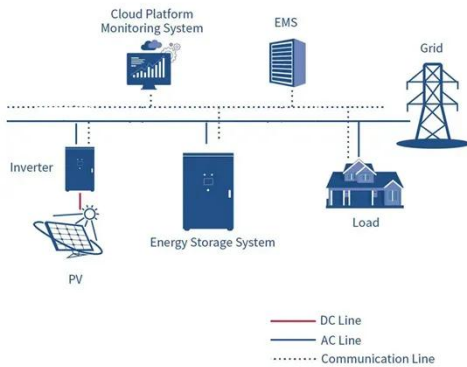 Cloud Platform
Monitoring System
EMS
Grid
Inverter
Energy Storage System
Load
PV
DC Line
AC Line
Communication Line